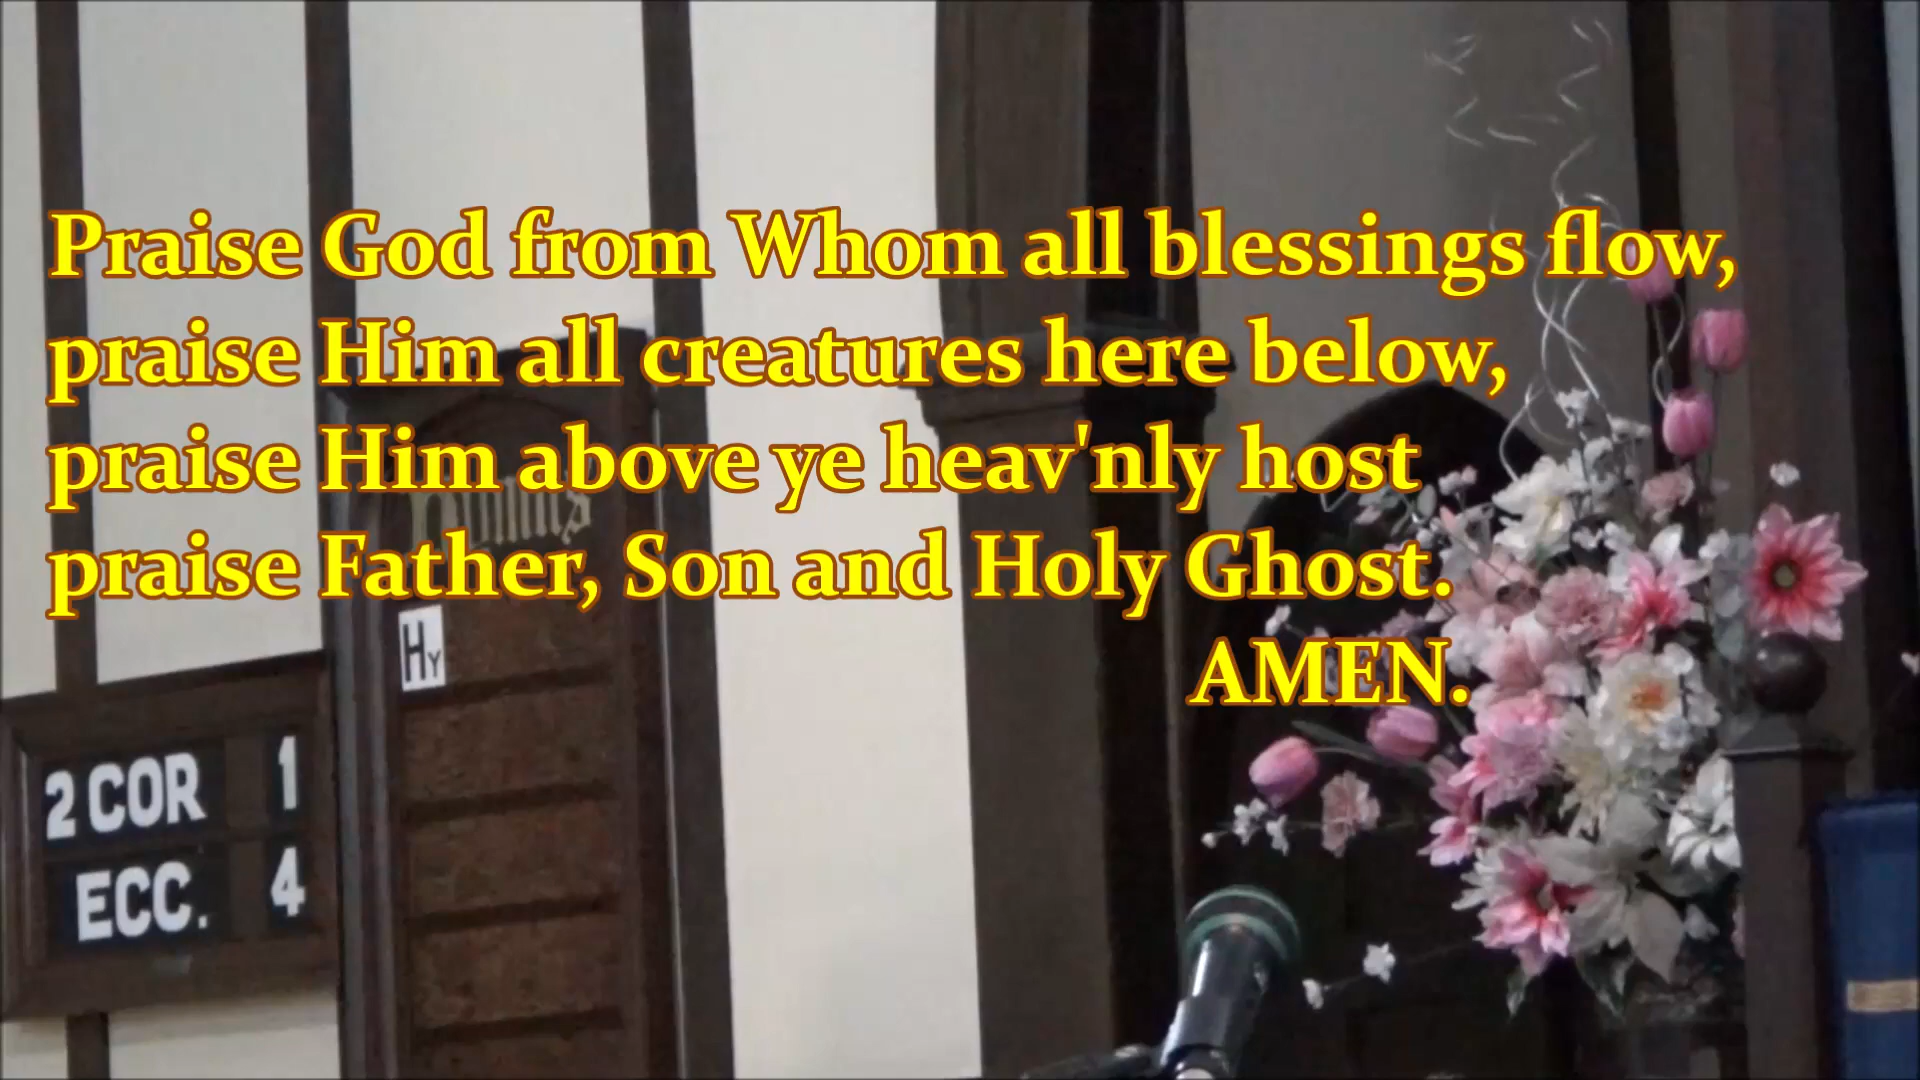 Praise God from Whom all blessings flow,
praise Him all creatures here below,
praise Him above ye heav'nly host
praise Father, Son and Holy Ghost.
AMEN.
Hymns
Hy
2 COR 1
ECC. 4